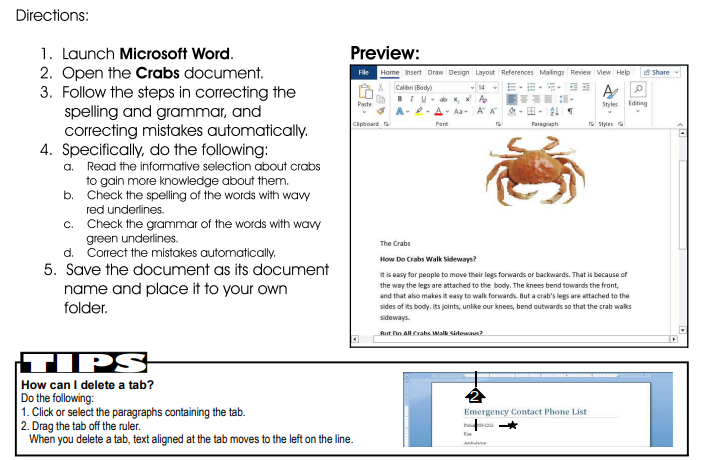 Directions:
1. Launch Microsoft Word.
2. Open the Crabs document.
3. Follow the steps in correcting the
spelling and grammar, and
correcting mistakes automatically.
4. Specifically, do the following:
a. Read the informative selection about crabs
to gain more knowledge about them.
b. Check the spelling of the words with wavy
red underlines.
c. Check the grammar of the words with wavy
green underlines.
d. Correct the mistakes automatically.
5. Save the document as its document
name and place it to your own
folder.
Preview:
File Home Insert Draw Design Layout References Mailings Review View Help Share
Calibri (Body) 14
Paste
B I U ab x₂ x²
A A Aa A A
Styles Editing
Clipboard Font Paragraph Styles
The Crabs
How Do Crabs Walk Sideways?
It is easy for people to move their legs forwards or backwards. That is because of
the way the legs are attached to the body. The knees bend towards the front,
and that also makes it easy to walk forwards. But a crab's legs are attached to the
sides of its body. Its joints, unlike our knees, bend outwards so that the crab walks
sideways.
But Do All Crabs Walk Sideways?
TIPS
How can I delete a tab?
Do the following:
1. Click or select the paragraphs containing the tab.
2. Drag the tab off the ruler.
When you delete a tab, text aligned at the tab moves to the left on the line.
2
Emergency Contact Phone List
Fire
Ambulance